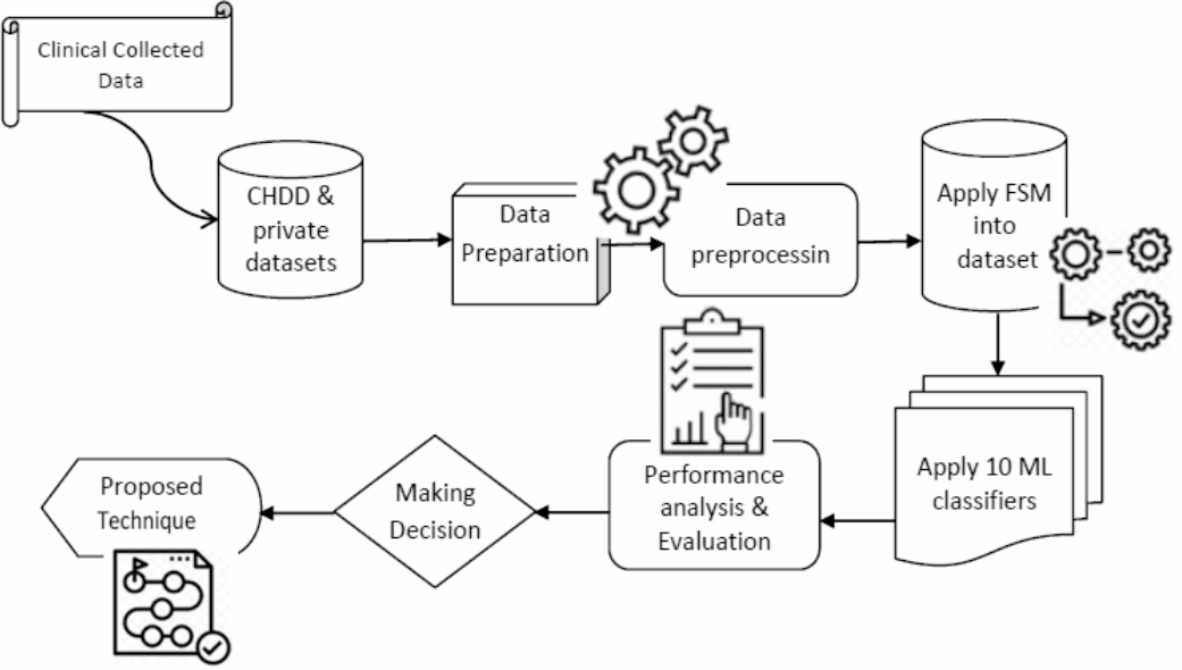 Clinical Collected
Data
CHDD &
private
datasets
Data
Preparation
Data
preprocessin
Apply FSM
into
dataset
Apply 10 ML
classifiers
Performance
analysis &
Evaluation
Making
Decision
Proposed
Technique